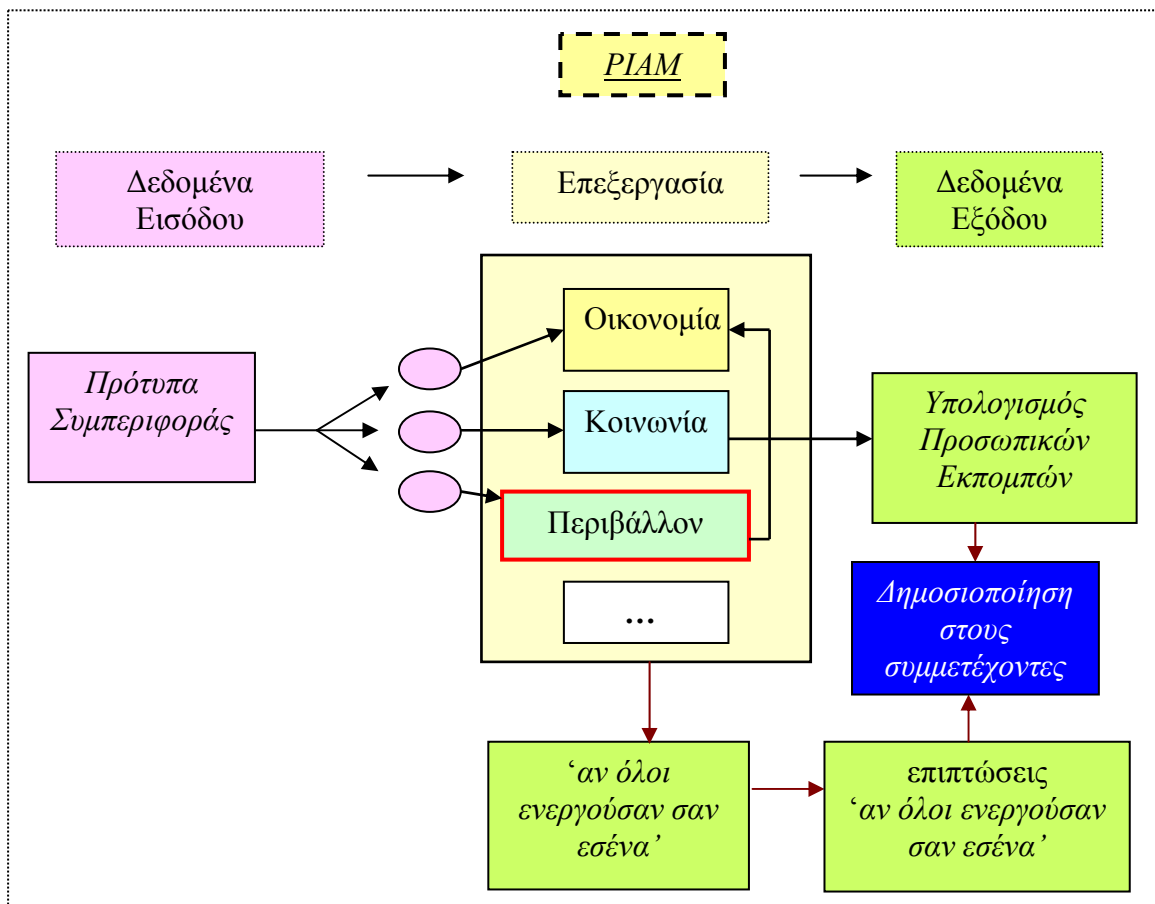 PIAM
Δεδομένα
Εισόδου
Επεξεργασία
Δεδομένα
Εξόδου
Οικονομία
Πρότυπα
Συμπεριφοράς
Κοινωνία
Υπολογισμός
Προσωπικών
Εκπομπών
Περιβάλλον
...
Δημοσιοποίηση
στους
συμμετέχοντες
‘αν όλοι
ενεργούσαν σαν
εσένα’
επιπτώσεις
‘αν όλοι ενεργούσαν
σαν εσένα’